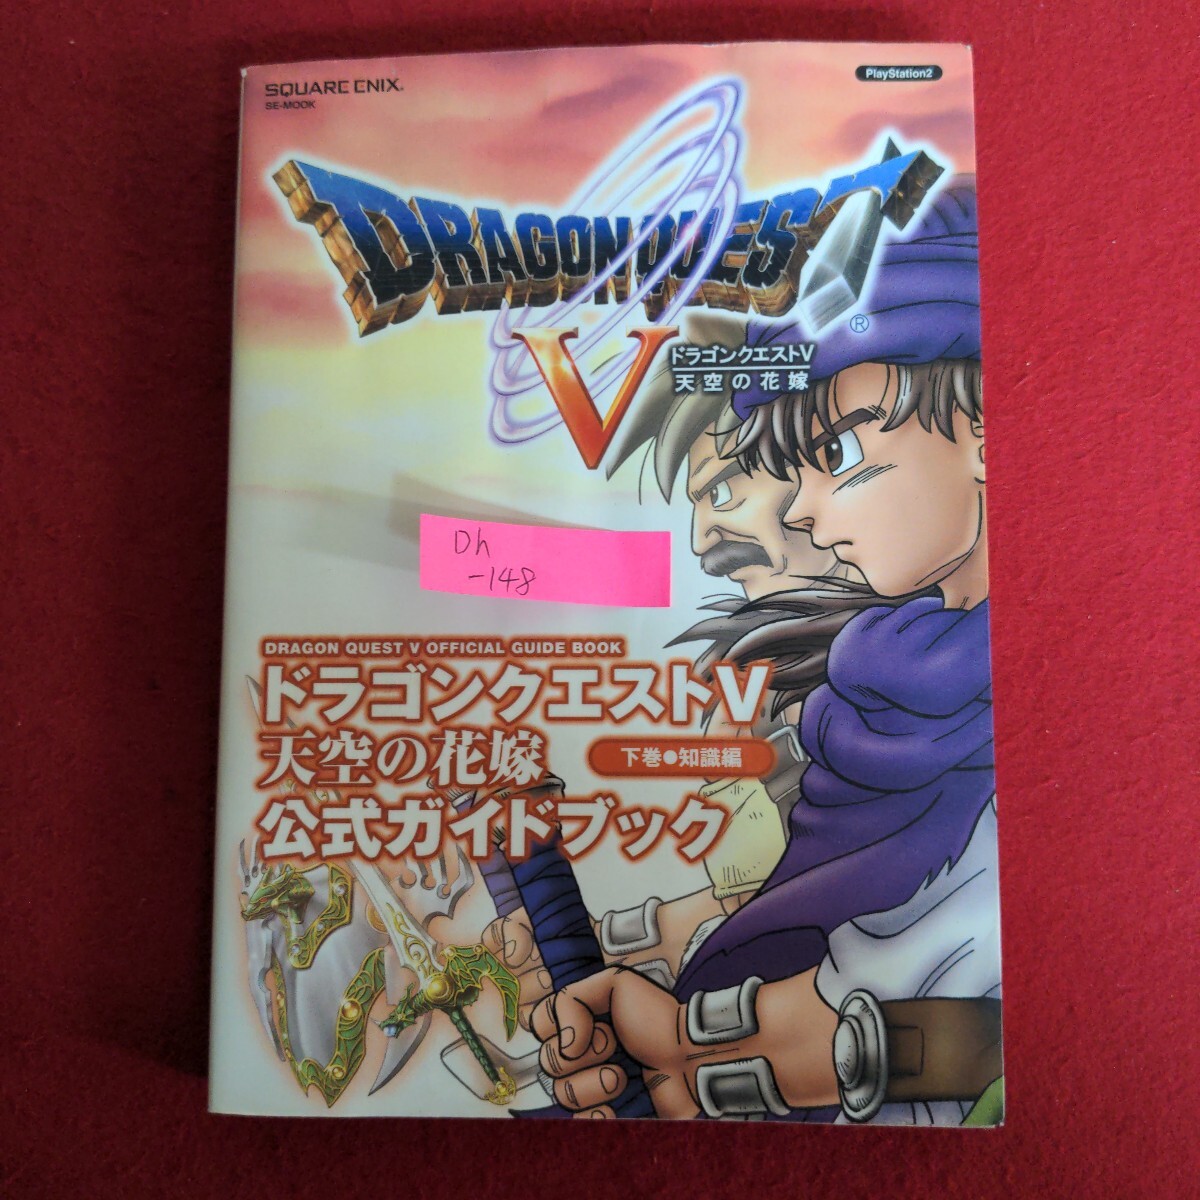 SQUARE ENIX®
SE-MOOK
PlayStation2
DRAGON QUEST
®
V
ドラゴンクエストV
天空の花嫁
Dh
-148
DRAGON QUEST V OFFICIAL GUIDE BOOK
ドラゴンクエストV
天空の花嫁
下巻●知識編
公式ガイドブック